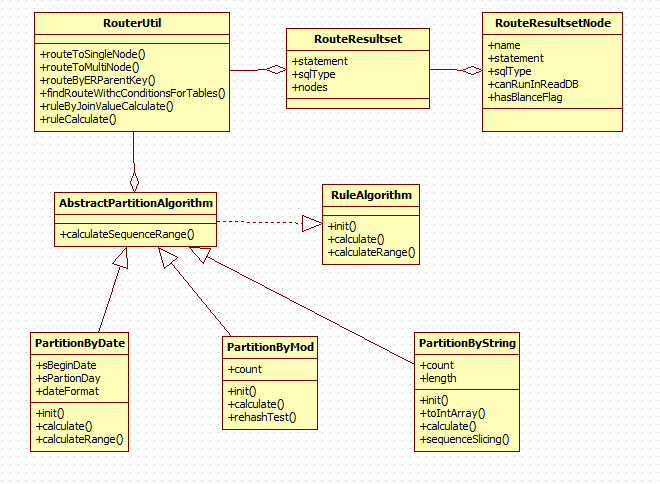 RouterUtil
+routeToSingleNode()
+routeToMultiNode()
+routeByERParentKey()
+findRouteWithcConditionsForTables()
+ruleByJoinValueCalculate()
+ruleCalculate()
RouteResultset
+statement
+sqlType
+nodes
RouteResultsetNode
+name
+statement
+sqlType
+canRunInReadDB
+hasBlanceFlag
AbstractPartitionAlgorithm
+calculateSequenceRange()
RuleAlgorithm
+init()
+calculate()
+calculateRange()
PartitionByDate
+sBeginDate
+sPartionDay
+dateFormat
+init()
+calculate()
+calculateRange()
PartitionByMod
+count
+init()
+calculate()
+rehashTest()
PartitionByString
+count
+length
+init()
+toIntArray()
+calculate()
+sequenceSlicing()